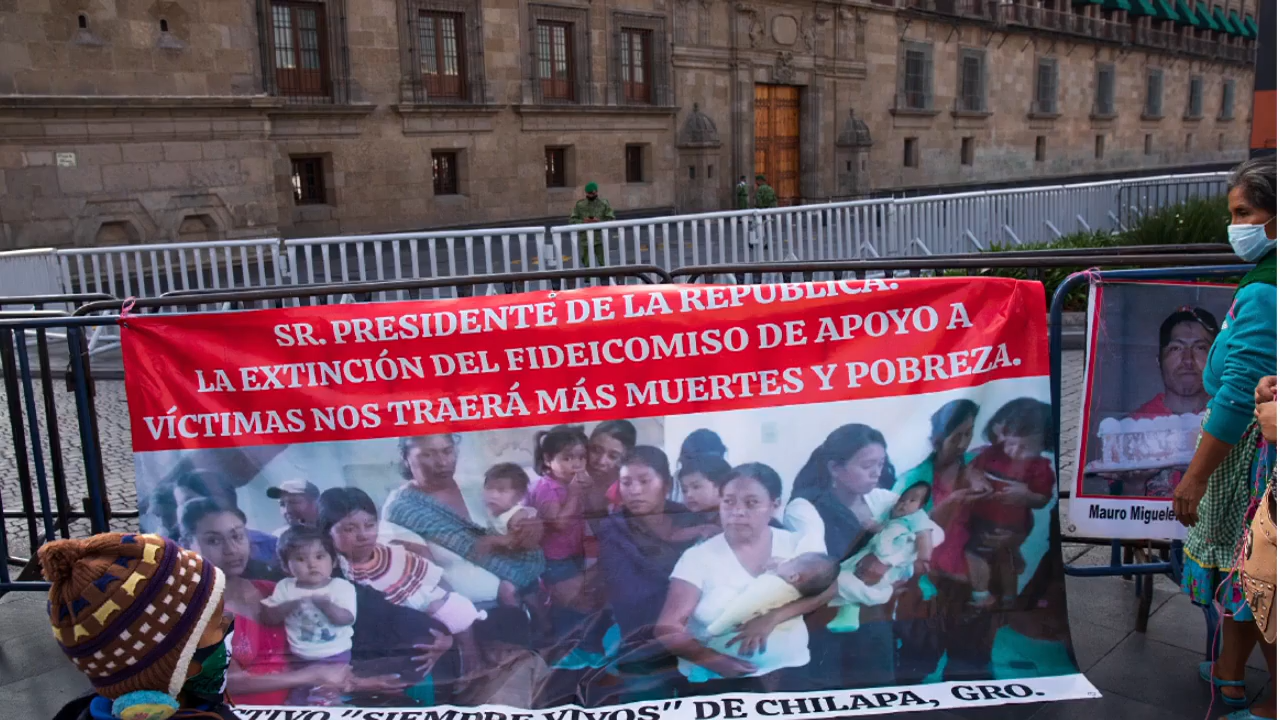 SR. PRESIDENTE DE LA REPÚBLICA:
LA EXTINCIÓN DEL FIDEICOMISO DE APOYO A
VÍCTIMAS NOS TRAERÁ MÁS MUERTES Y POBREZA.
"SIEMPRE VIVOS" DE CHILAPA, GRO.
Mauro